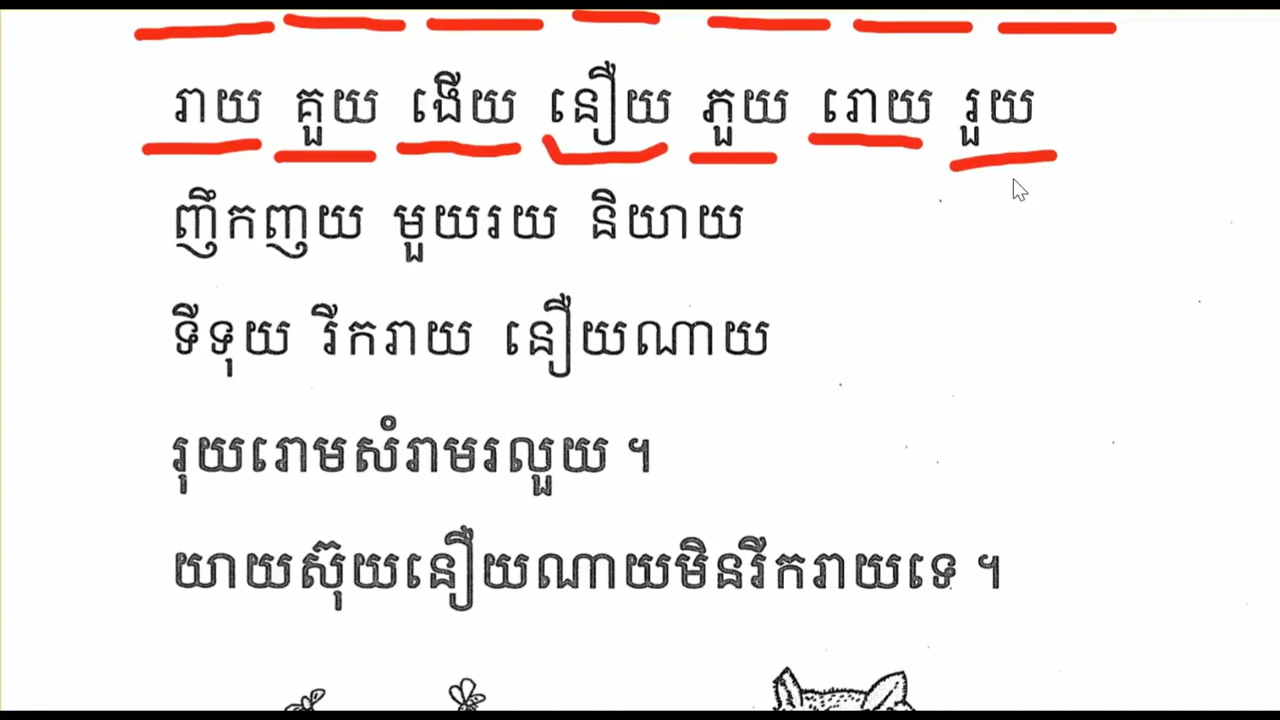 រាយ គួយ ងើយ នឿយ ភួយ រោយ រួយ
ញឹកញយ មួយរយ និយាយ
ទីទុយ រីករាយ នឿយណាយ
រុយរោមសំរាមរលួយ ។
យាយស៊ុយនឿយណាយមិនរីករាយទេ ។